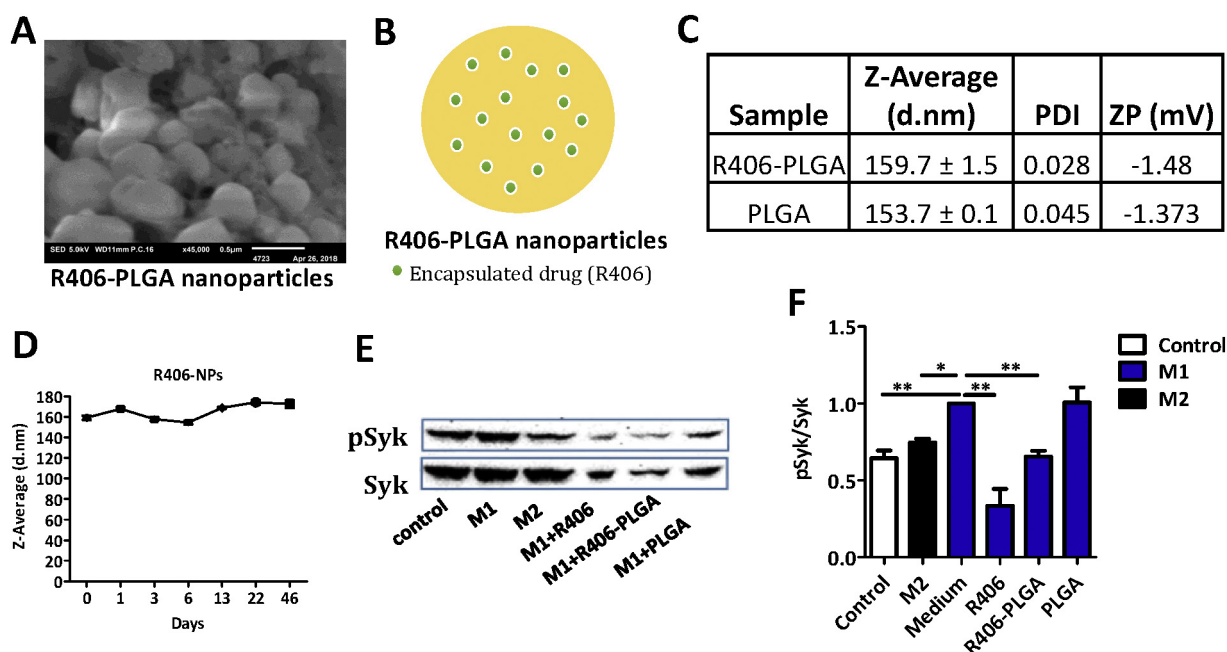 A
SED 5.0kV WD11mm P.C.16 x45,000 0.5μm
4723 Apr 26, 2018
R406-PLGA nanoparticles
B
R406-PLGA nanoparticles
Encapsulated drug (R406)
C
Sample Z-Average (d.nm) PDI ZP (mV)
R406-PLGA 159.7 ± 1.5 0.028 -1.48
PLGA 153.7 ± 0.1 0.045 -1.373
D
R406-NPs
Z-Average (d.nm)
180
160
140
120
100
80
60
40
20
0
0 1 3 6 13 22 46
Days
E
pSyk
Syk
control M1 M2 M1+R406 M1+R406-PLGA M1+PLGA
F
pSyk/Syk
1.5
1.0
0.5
0.0
** * ** **
Control M2 Medium R406 R406-PLGA PLGA
Control
M1
M2